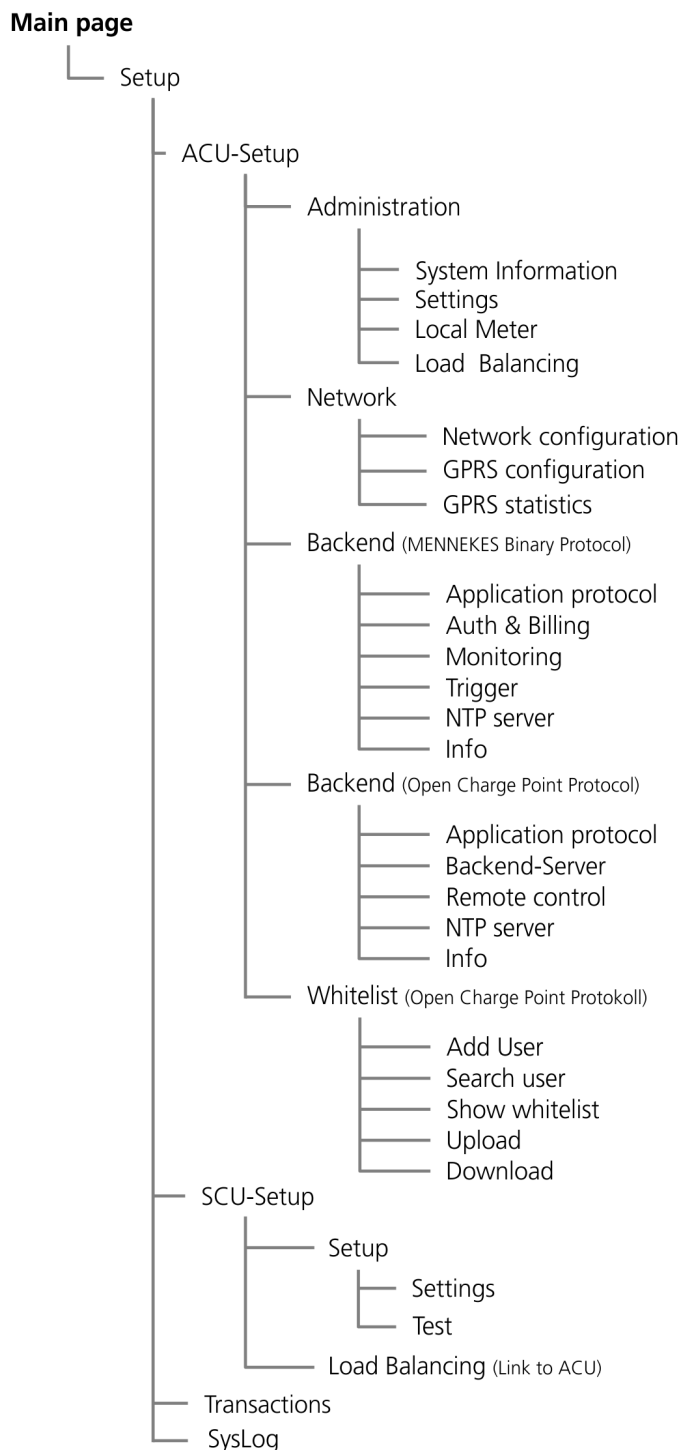 Main page
Setup
ACU-Setup
Administration
System Information
Settings
Local Meter
Load Balancing
Network
Network configuration
GPRS configuration
GPRS statistics
Backend (MENNEKES Binary Protocol)
Application protocol
Auth & Billing
Monitoring
Trigger
NTP server
Info
Backend (Open Charge Point Protocol)
Application protocol
Backend-Server
Remote control
NTP server
Info
Whitelist (Open Charge Point Protokoll)
Add User
Search user
Show whitelist
Upload
Download
SCU-Setup
Setup
Settings
Test
Load Balancing (Link to ACU)
Transactions
SysLog